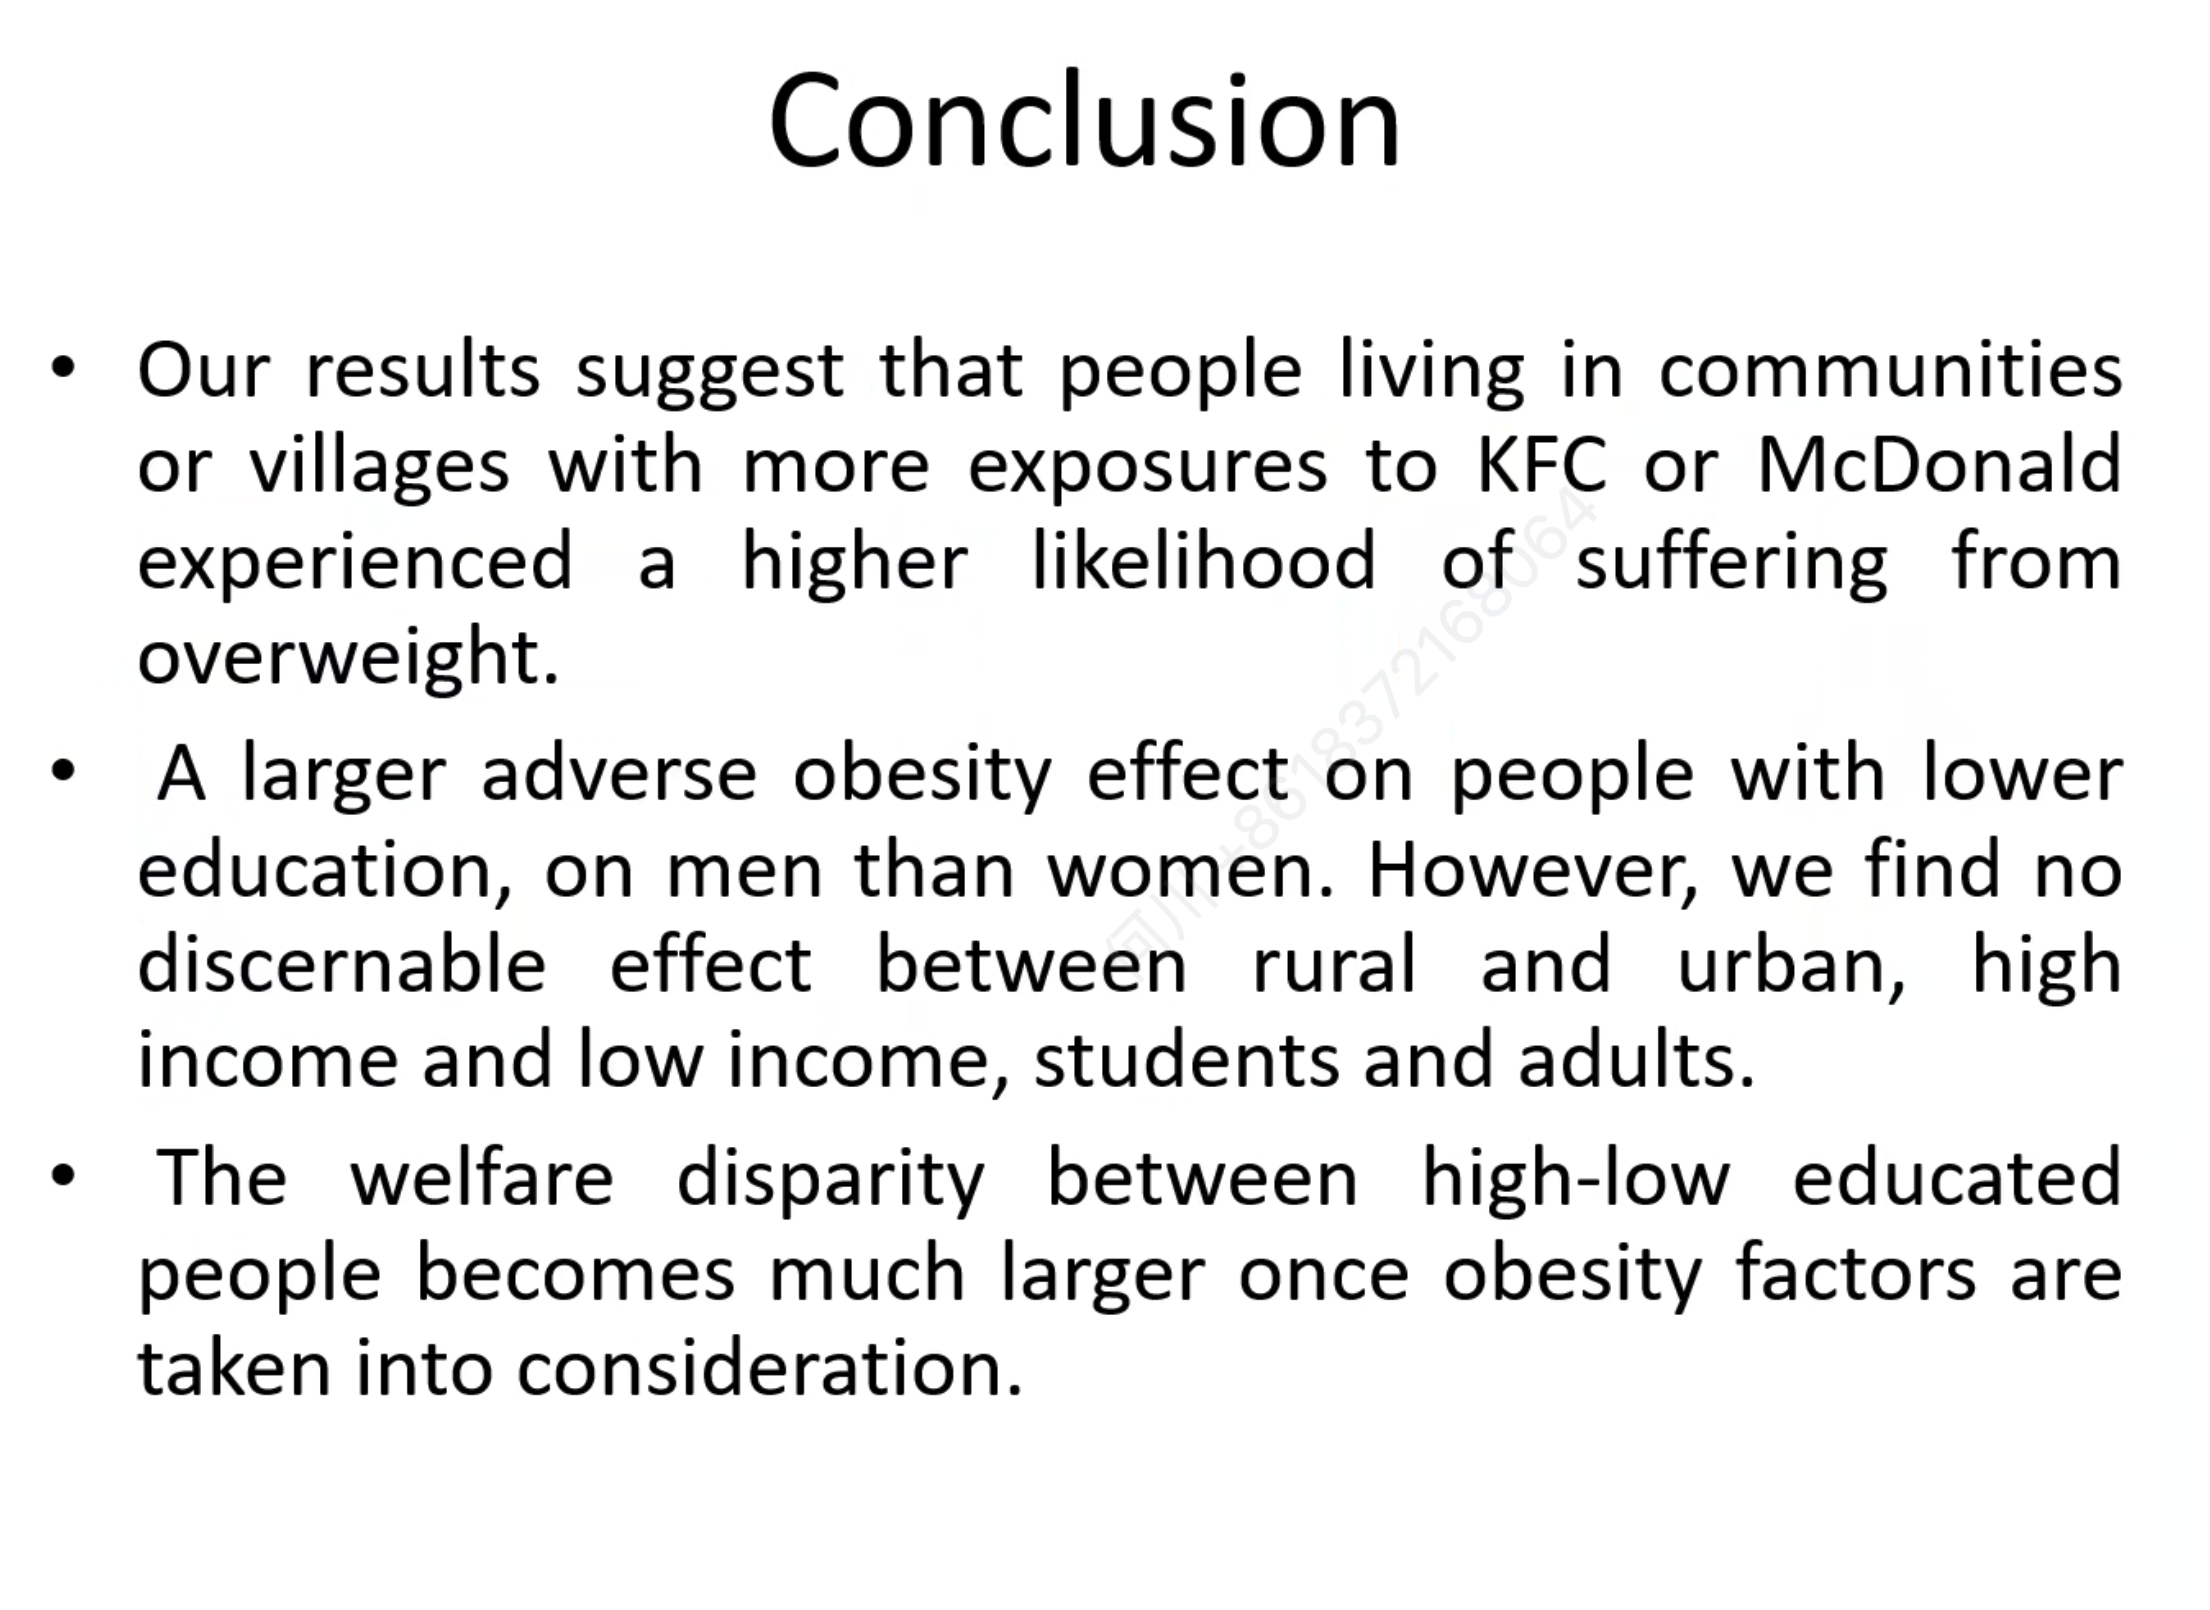 Conclusion
• Our results suggest that people living in communities
or villages with more exposures to KFC or McDonald
experienced a higher likelihood of suffering from
overweight.
• A larger adverse obesity effect on people with lower
education, on men than women. However, we find no
discernable effect between rural and urban, high
income and low income, students and adults.
• The welfare disparity between high-low educated
people becomes much larger once obesity factors are
taken into consideration.
何川+8618372168064